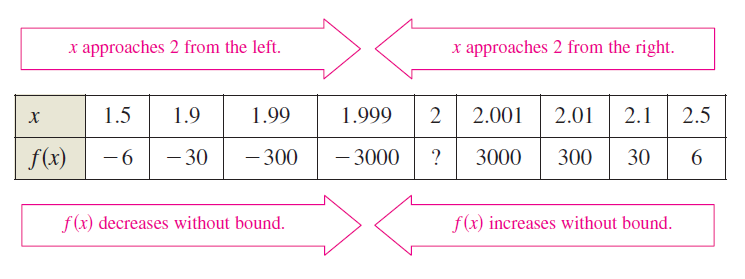 x approaches 2 from the left. x approaches 2 from the right.
x 1.5 1.9 1.99 1.999 2 2.001 2.01 2.1 2.5
f(x) −6 −30 −300 −3000 ? 3000 300 30 6
f(x) decreases without bound. f(x) increases without bound.